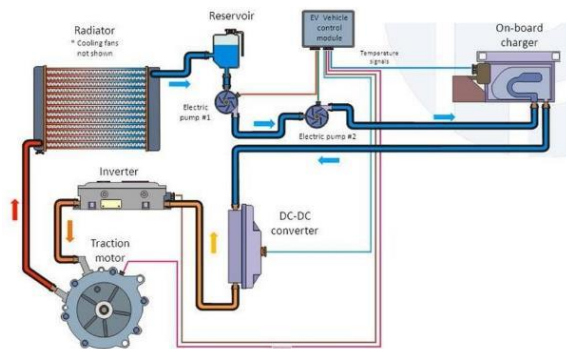 Radiator
* Cooling fans
not shown
Reservoir
EV Vehicle
control
module
Temperature
signals
On-board
charger
Electric
pump #1
Electric pump #2
Inverter
DC-DC
converter
Traction
motor